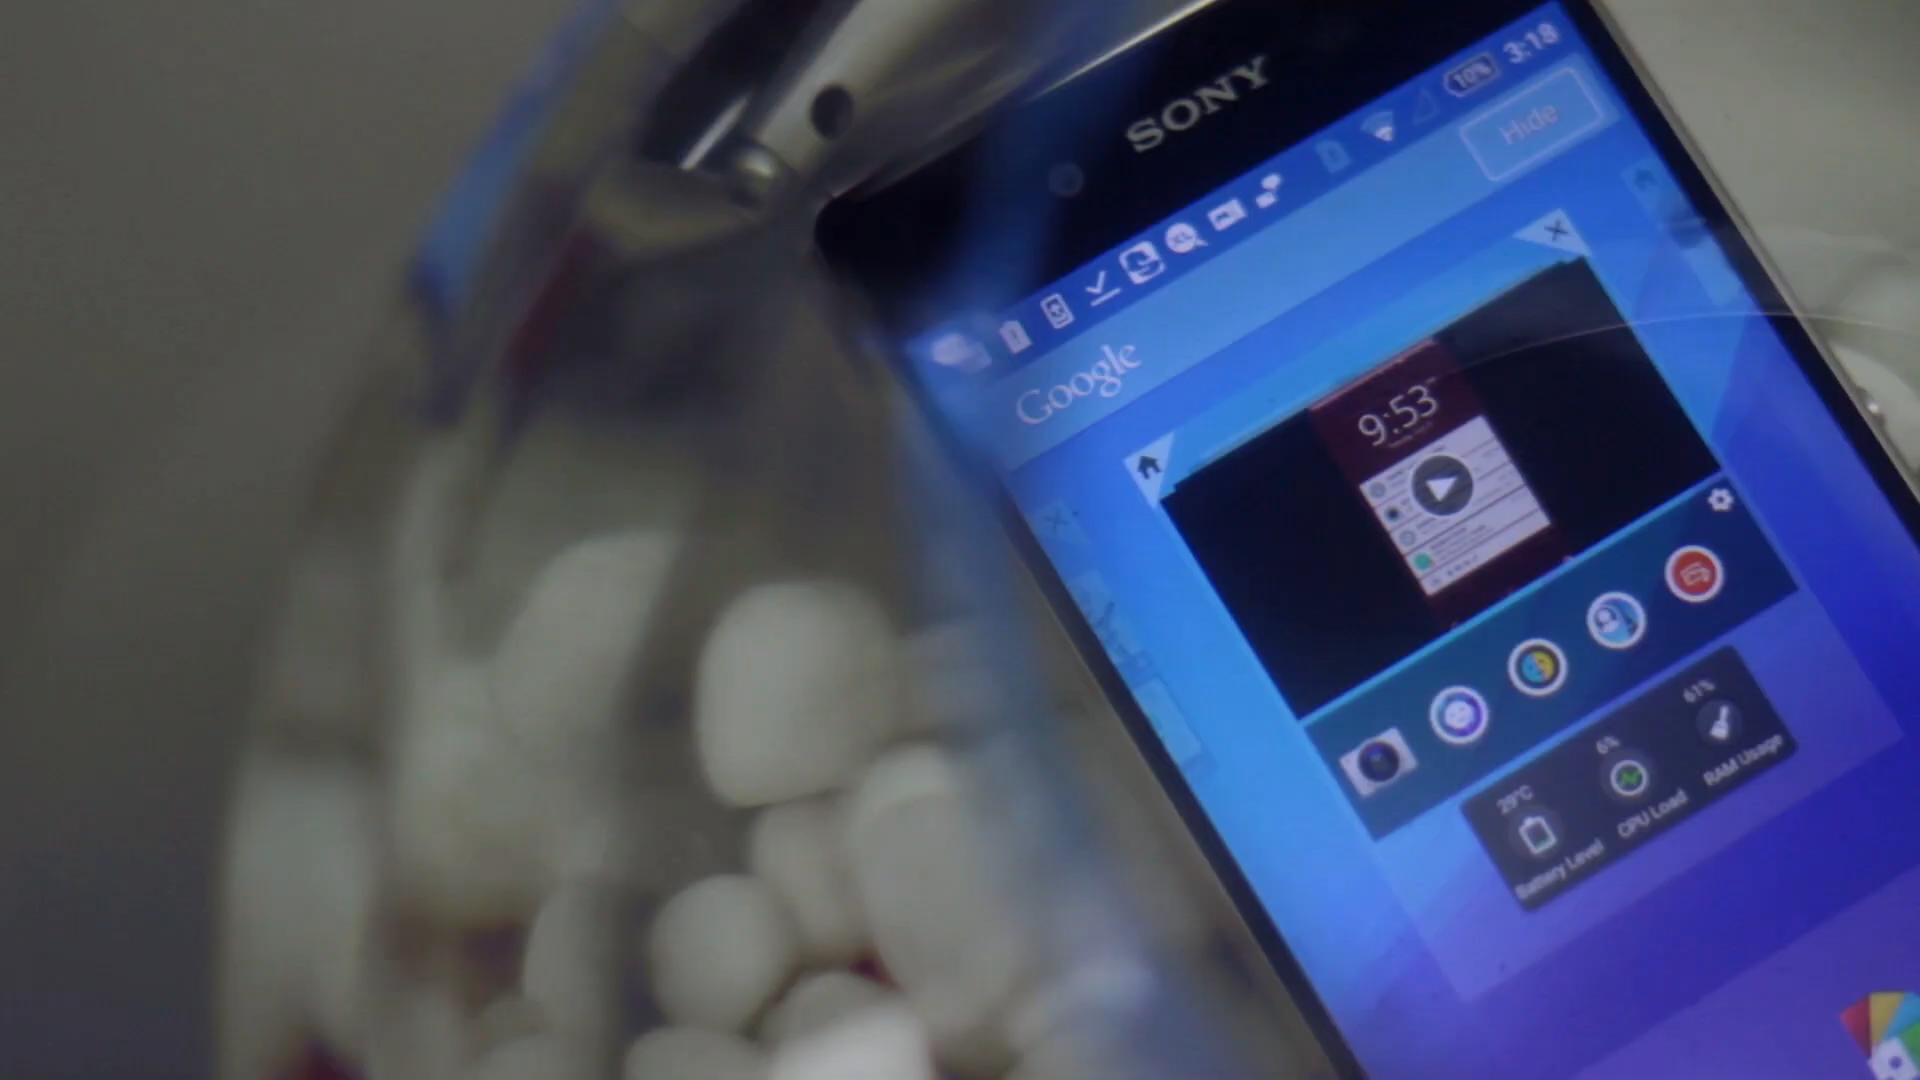 SONY
10% 3:18
Hide
Google
9:53
29°C
Battery Level
6%
CPU Load
61%
RAM Usage